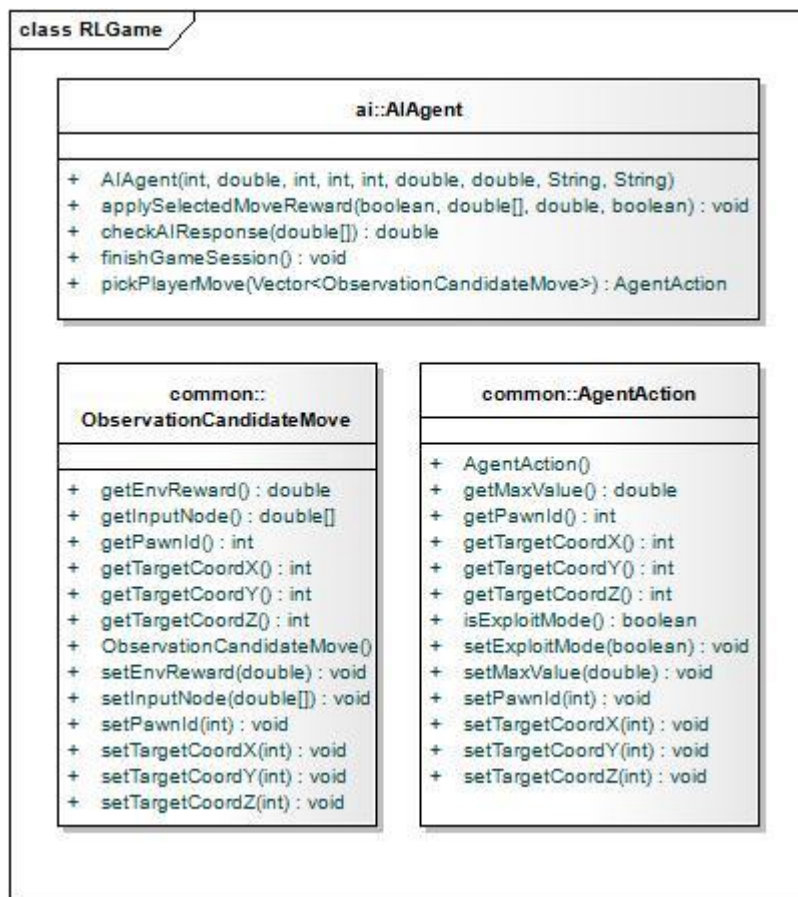 class RLGame
ai::AIAgent
+ AIAgent(int, double, int, int, int, double, double, String, String)
+ applySelectedMoveReward(boolean, double[], double, boolean) : void
+ checkAIResponse(double[]) : double
+ finishGameSession() : void
+ pickPlayerMove(Vector<ObservationCandidateMove>) : AgentAction
common::
ObservationCandidateMove
+ getEnvReward() : double
+ getInputNode() : double[]
+ getPawnId() : int
+ getTargetCoordX() : int
+ getTargetCoordY() : int
+ getTargetCoordZ() : int
+ ObservationCandidateMove()
+ setEnvReward(double) : void
+ setInputNode(double[]) : void
+ setPawnId(int) : void
+ setTargetCoordX(int) : void
+ setTargetCoordY(int) : void
+ setTargetCoordZ(int) : void
common::AgentAction
+ AgentAction()
+ getMaxValue() : double
+ getPawnId() : int
+ getTargetCoordX() : int
+ getTargetCoordY() : int
+ getTargetCoordZ() : int
+ isExploitMode() : boolean
+ setExploitMode(boolean) : void
+ setMaxValue(double) : void
+ setPawnId(int) : void
+ setTargetCoordX(int) : void
+ setTargetCoordY(int) : void
+ setTargetCoordZ(int) : void